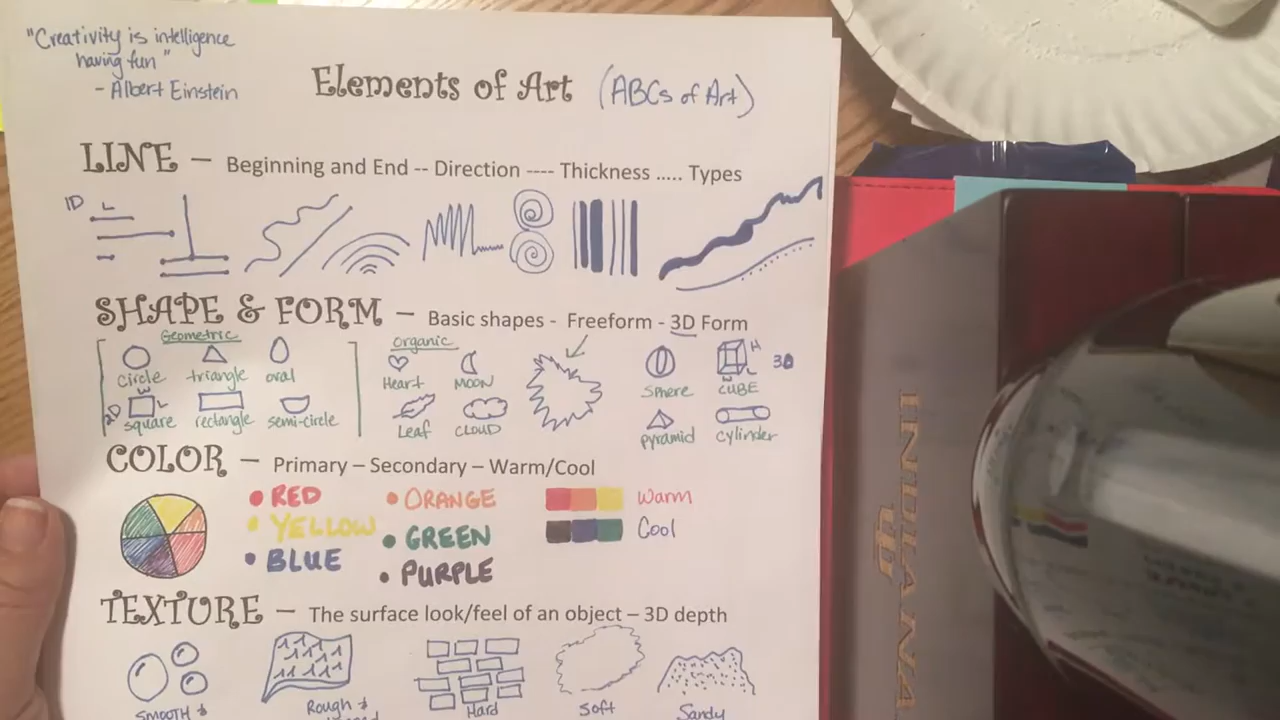 "Creativity is intelligence
having fun"
- Albert Einstein
Elements of Art (ABCs of Art)
LINE — Beginning and End -- Direction ---- Thickness ..... Types
1D L
SHAPE & FORM — Basic shapes - Freeform - 3D Form
Geometric
circle triangle oval
2D W L
square rectangle semi-circle
organic
Heart MOON
Leaf CLOUD
sphere CUBE
H L W 3D
pyramid cylinder
COLOR — Primary – Secondary – Warm/Cool
• RED • ORANGE Warm
• YELLOW • GREEN Cool
• BLUE • PURPLE
TEXTURE — The surface look/feel of an object – 3D depth
SMOOTH & Rough & Hard Soft Sandy
INDIANA